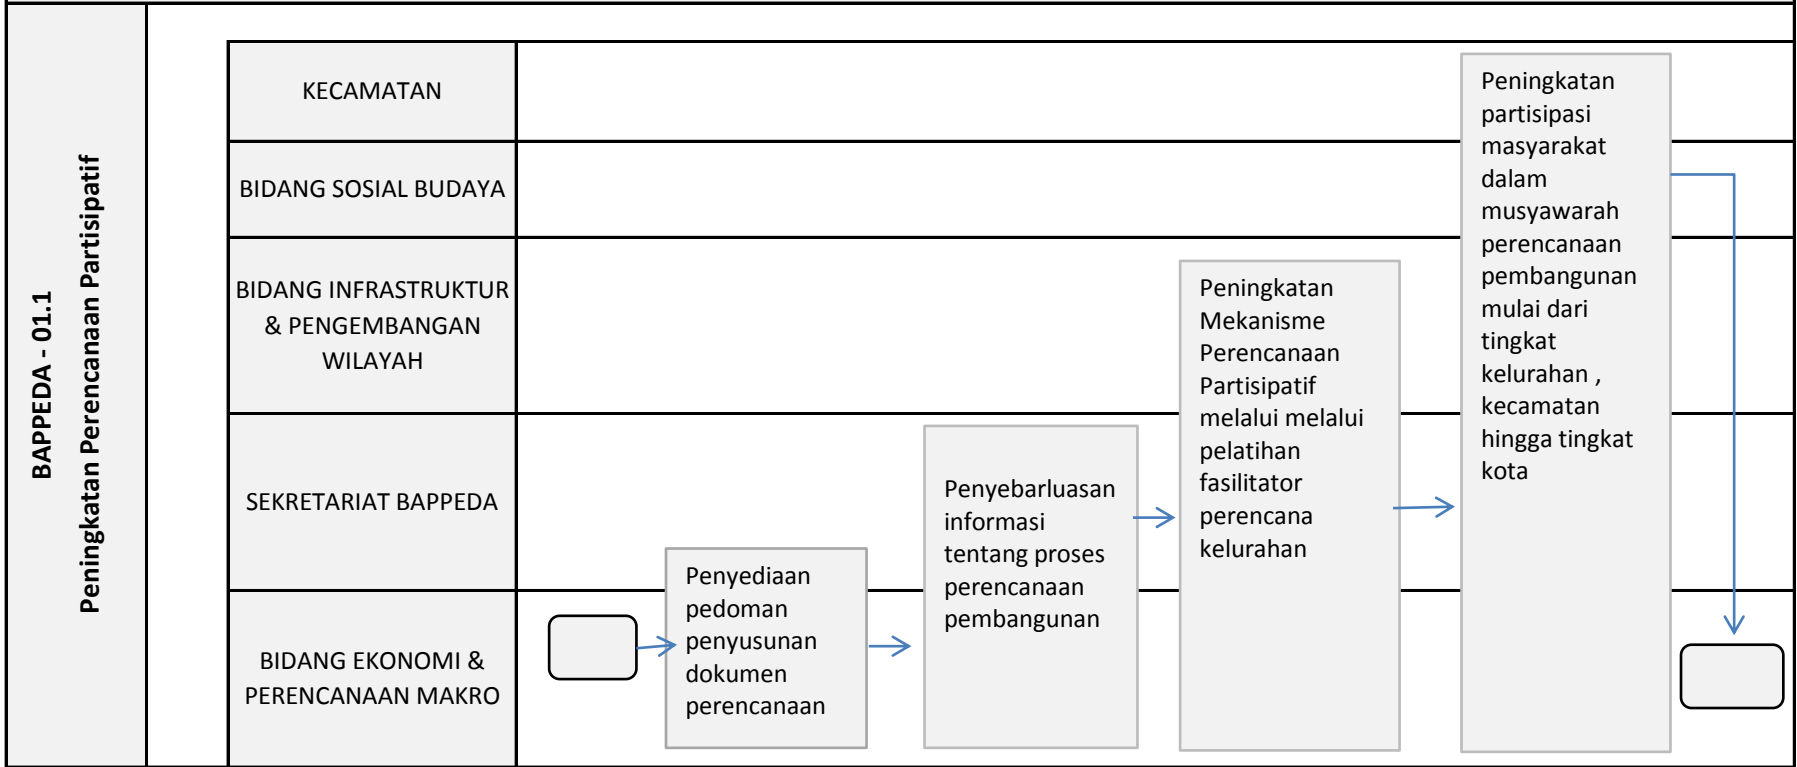 BAPPEDA - 01.1
Peningkatan Perencanaan Partisipatif
KECAMATAN
BIDANG SOSIAL BUDAYA
BIDANG INFRASTRUKTUR
& PENGEMBANGAN
WILAYAH
SEKRETARIAT BAPPEDA
BIDANG EKONOMI &
PERENCANAAN MAKRO
Penyediaan
pedoman
penyusunan
dokumen
perencanaan
Penyebarluasan
informasi
tentang proses
perencanaan
pembangunan
Peningkatan
Mekanisme
Perencanaan
Partisipatif
melalui melalui
pelatihan
fasilitator
perencana
kelurahan
Peningkatan
partisipasi
masyarakat
dalam
musyawarah
perencanaan
pembangunan
mulai dari
tingkat
kelurahan ,
kecamatan
hingga tingkat
kota